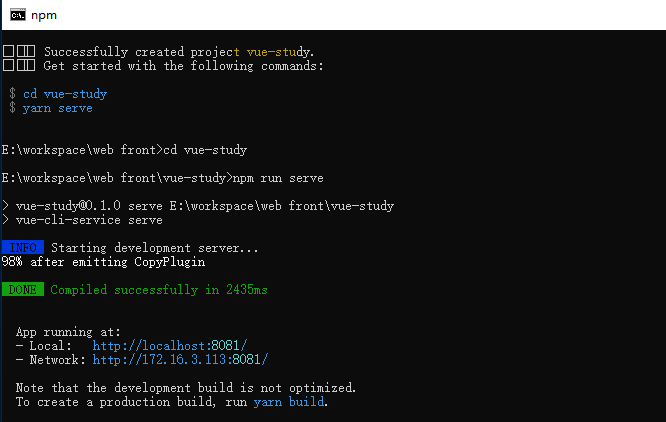 npm
Successfully created project vue-study.
Get started with the following commands:
$ cd vue-study
$ yarn serve
E:\workspace\web front>cd vue-study
E:\workspace\web front\vue-study>npm run serve
> vue-study@0.1.0 serve E:\workspace\web front\vue-study
> vue-cli-service serve
INFO Starting development server...
98% after emitting CopyPlugin
DONE Compiled successfully in 2435ms
App running at:
- Local: http://localhost:8081/
- Network: http://172.16.3.113:8081/
Note that the development build is not optimized.
To create a production build, run yarn build.